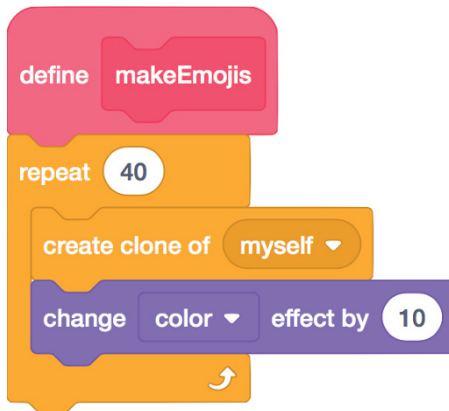 define makeEmojis
repeat 40
create clone of myself
change color effect by 10